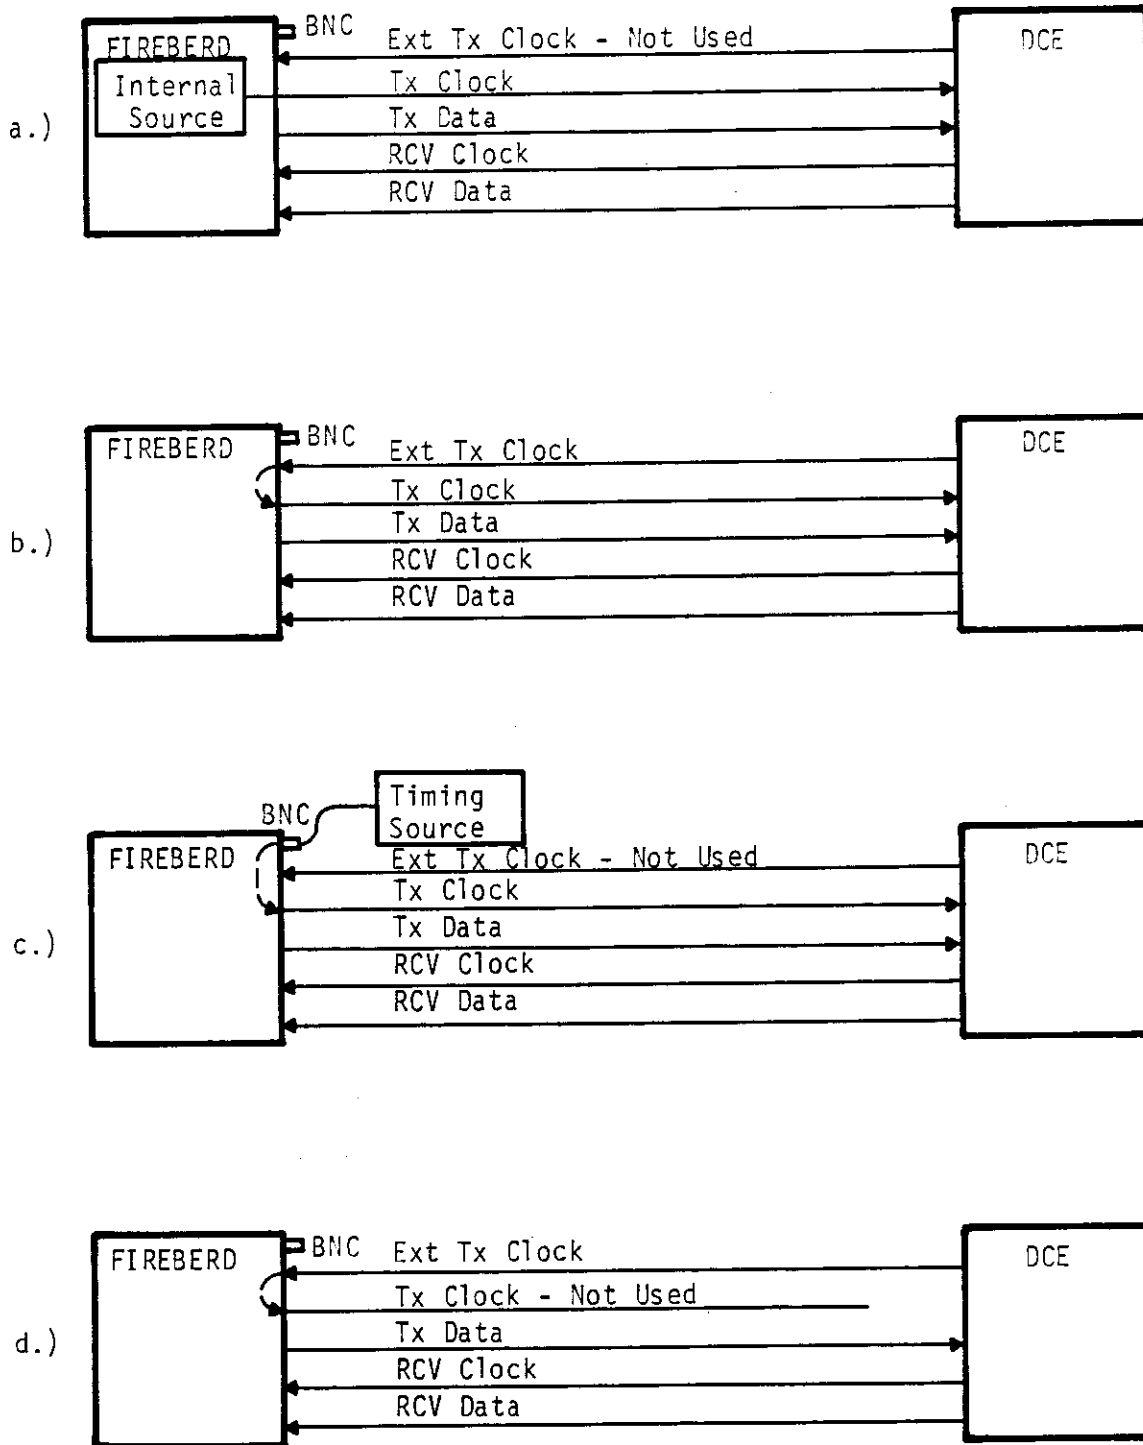 BNC
FIREBERD
Ext Tx Clock - Not Used
DCE
Internal
Source
Tx Clock
a.)
Tx Data
RCV Clock
RCV Data
BNC
FIREBERD
Ext Tx Clock
DCE
Tx Clock
Tx Data
b.)
RCV Clock
RCV Data
Timing
Source
BNC
FIREBERD
Ext Tx Clock - Not Used
DCE
Tx Clock
Tx Data
c.)
RCV Clock
RCV Data
BNC
FIREBERD
Ext Tx Clock
DCE
Tx Clock - Not Used
Tx Data
d.)
RCV Clock
RCV Data